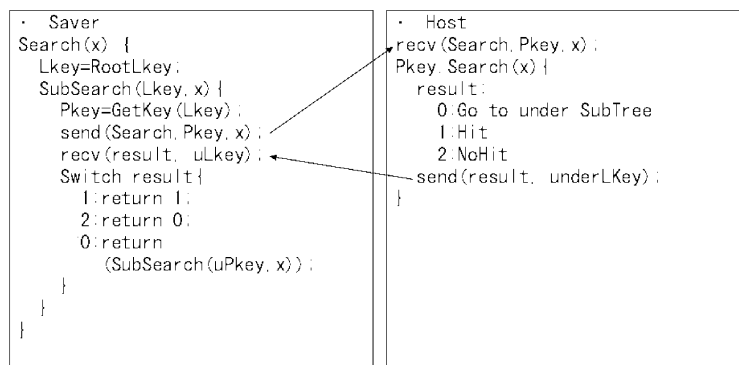 · Saver
Search(x) {
Lkey=RootLkey;
SubSearch(Lkey,x){
Pkey=GetKey(Lkey);
send(Search,Pkey,x);
recv(result, uLkey);
Switch result{
1:return 1;
2:return 0;
0:return
(SubSearch(uPkey,x));
}
}
}
· Host
recv(Search,Pkey,x);
Pkey.Search(x){
result:
0:Go to under SubTree
1:Hit
2:NoHit
send(result, underLKey);
}